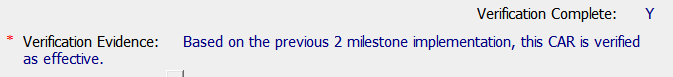 Verification Complete: Y
* Verification Evidence: Based on the previous 2 milestone implementation, this CAR is verified
as effective.